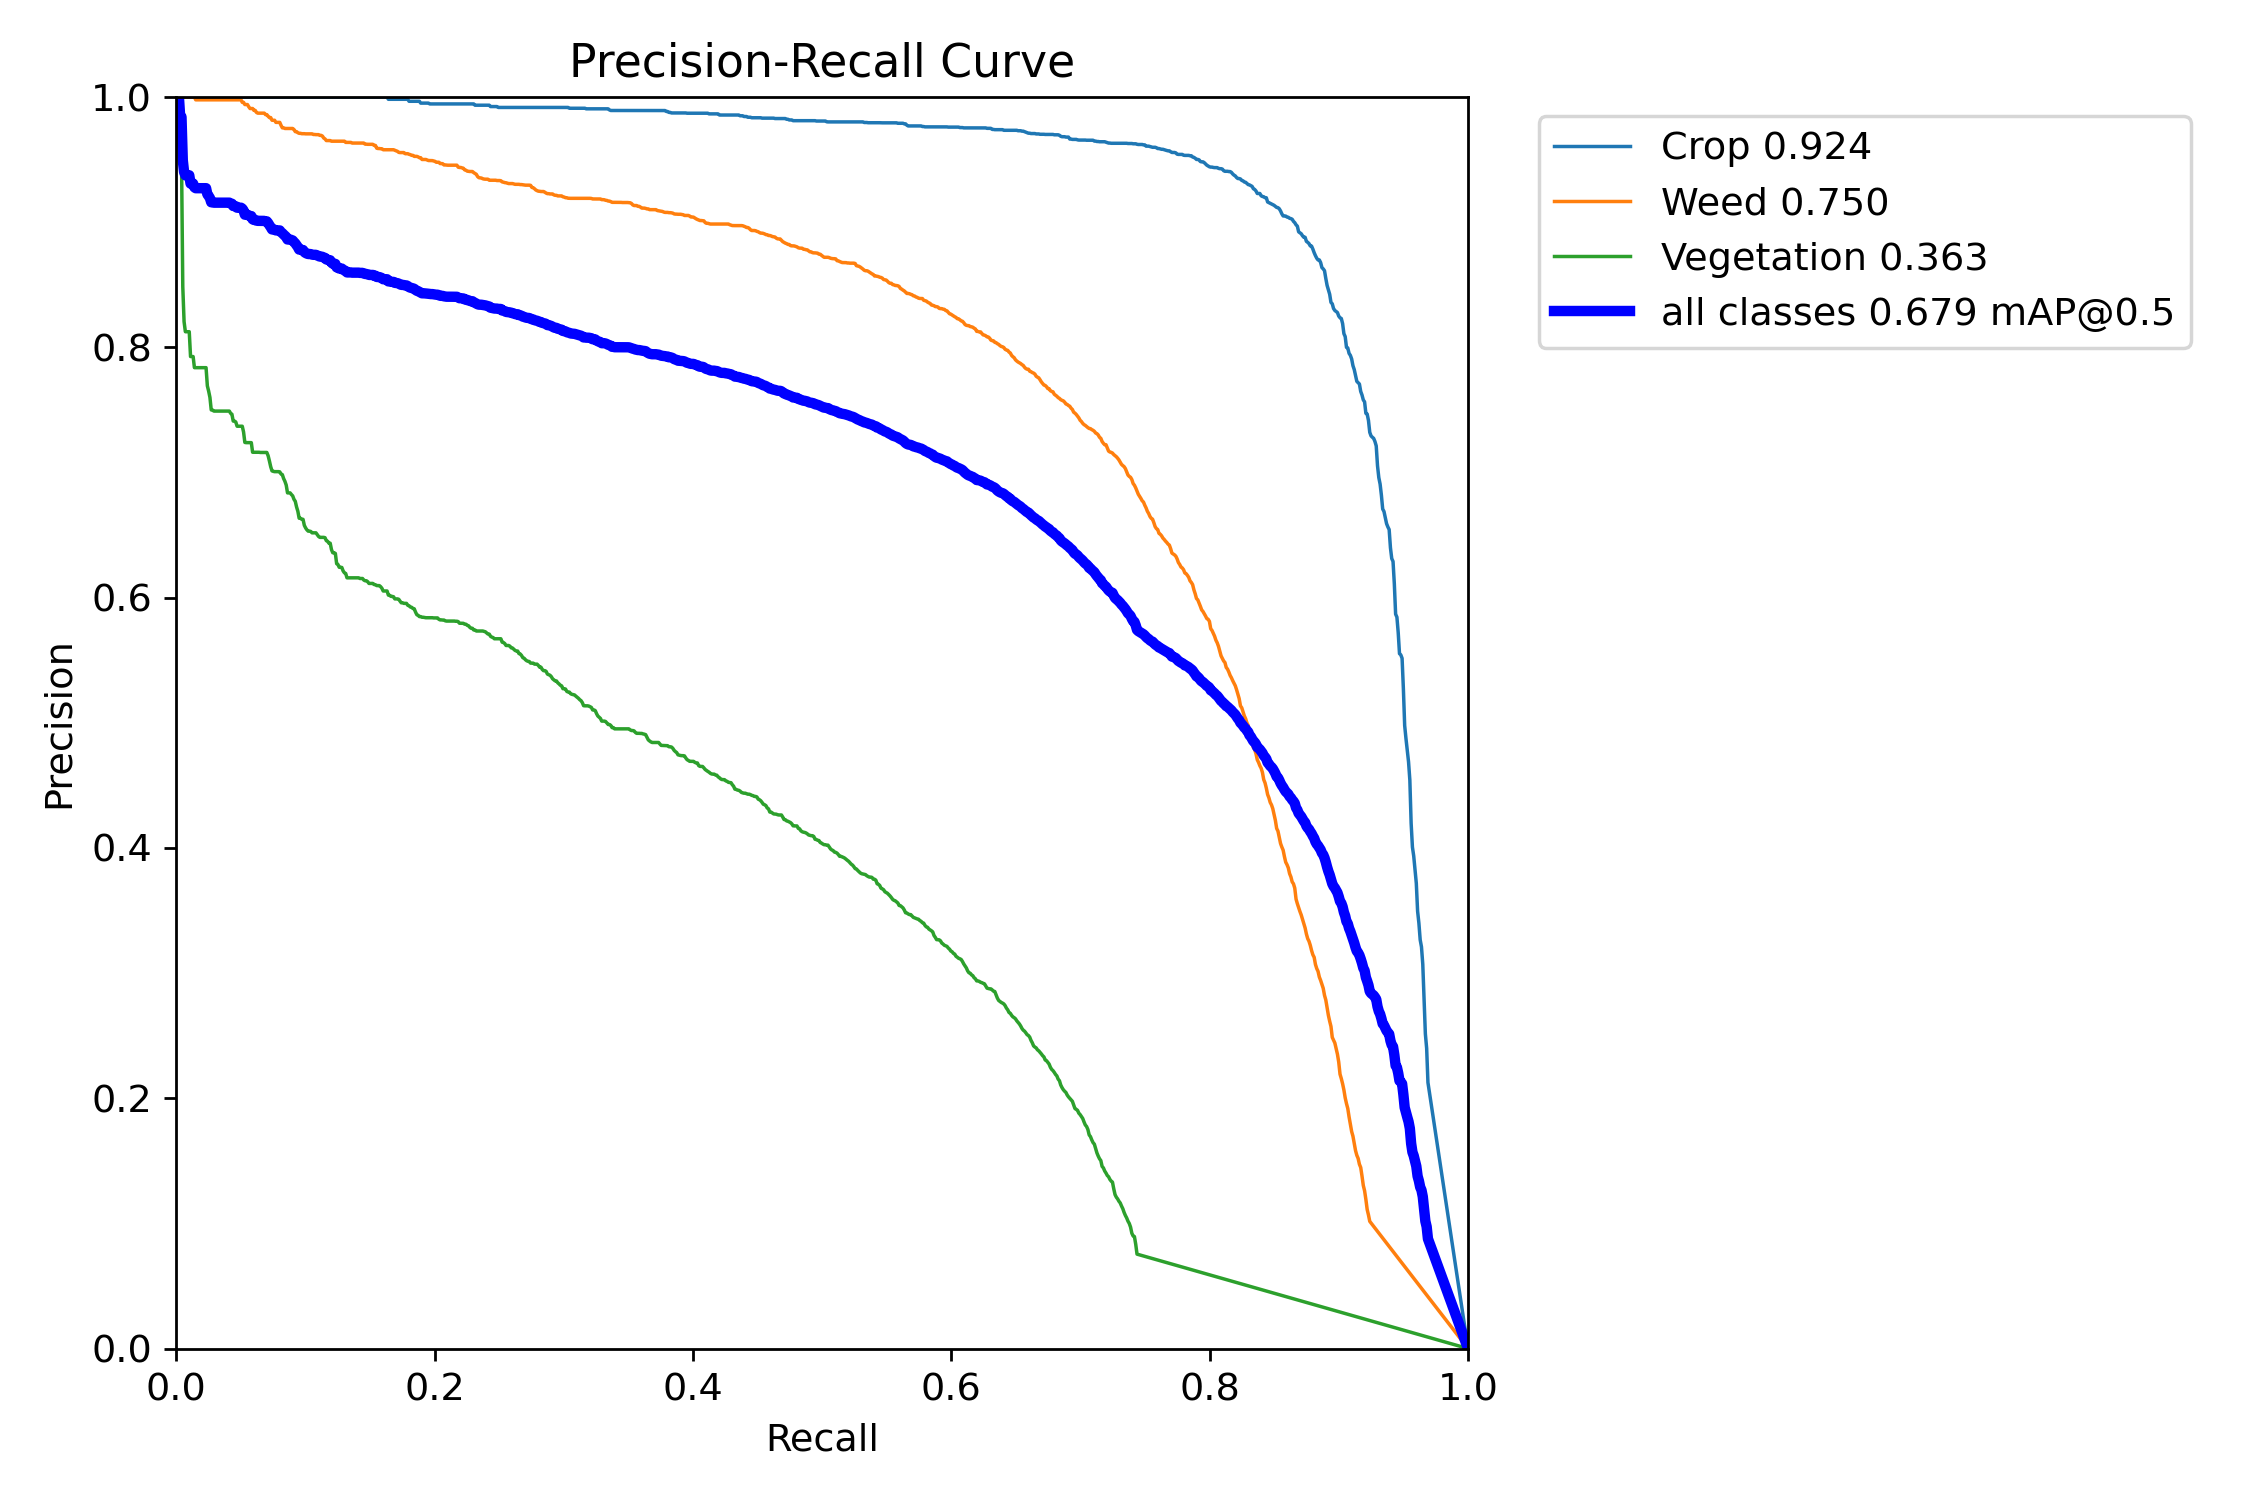 Precision-Recall Curve
1.0
0.8
0.6
0.4
0.2
0.0
Precision
0.0 0.2 0.4 0.6 0.8 1.0
Recall
Crop 0.924
Weed 0.750
Vegetation 0.363
all classes 0.679 mAP@0.5